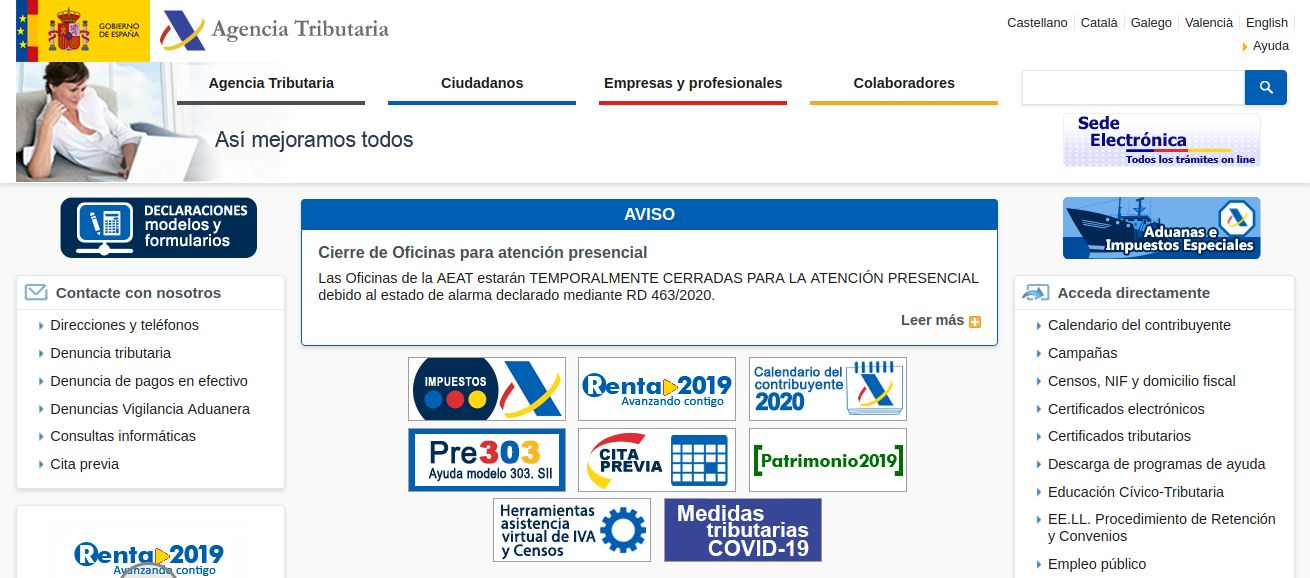 GOBIERNO
DE ESPAÑA
Agencia Tributaria
Castellano
Català
Galego
Valencià
English
Ayuda
Agencia Tributaria
Ciudadanos
Empresas y profesionales
Colaboradores
Así mejoramos todos
Sede
Electrónica
Todos los trámites on line
DECLARACIONES
modelos y
formularios
Contacte con nosotros
Direcciones y teléfonos
Denuncia tributaria
Denuncia de pagos en efectivo
Denuncias Vigilancia Aduanera
Consultas informáticas
Cita previa
Renta 2019
Avanzando contigo
AVISO
Cierre de Oficinas para atención presencial
Las Oficinas de la AEAT estarán TEMPORALMENTE CERRADAS PARA LA ATENCIÓN PRESENCIAL
debido al estado de alarma declarado mediante RD 463/2020.
Leer más
IMPUESTOS
Renta 2019
Avanzando contigo
Calendario del
contribuyente
2020
Pre303
Ayuda modelo 303. SII
CITA
PREVIA
[Patrimonio2019]
Herramientas
asistencia
virtual de IVA
y Censos
Medidas
tributarias
COVID-19
Aduanas e
Impuestos Especiales
Acceda directamente
Calendario del contribuyente
Campañas
Censos, NIF y domicilio fiscal
Certificados electrónicos
Certificados tributarios
Descarga de programas de ayuda
Educación Cívico-Tributaria
EE.LL. Procedimiento de Retención
y Convenios
Empleo público